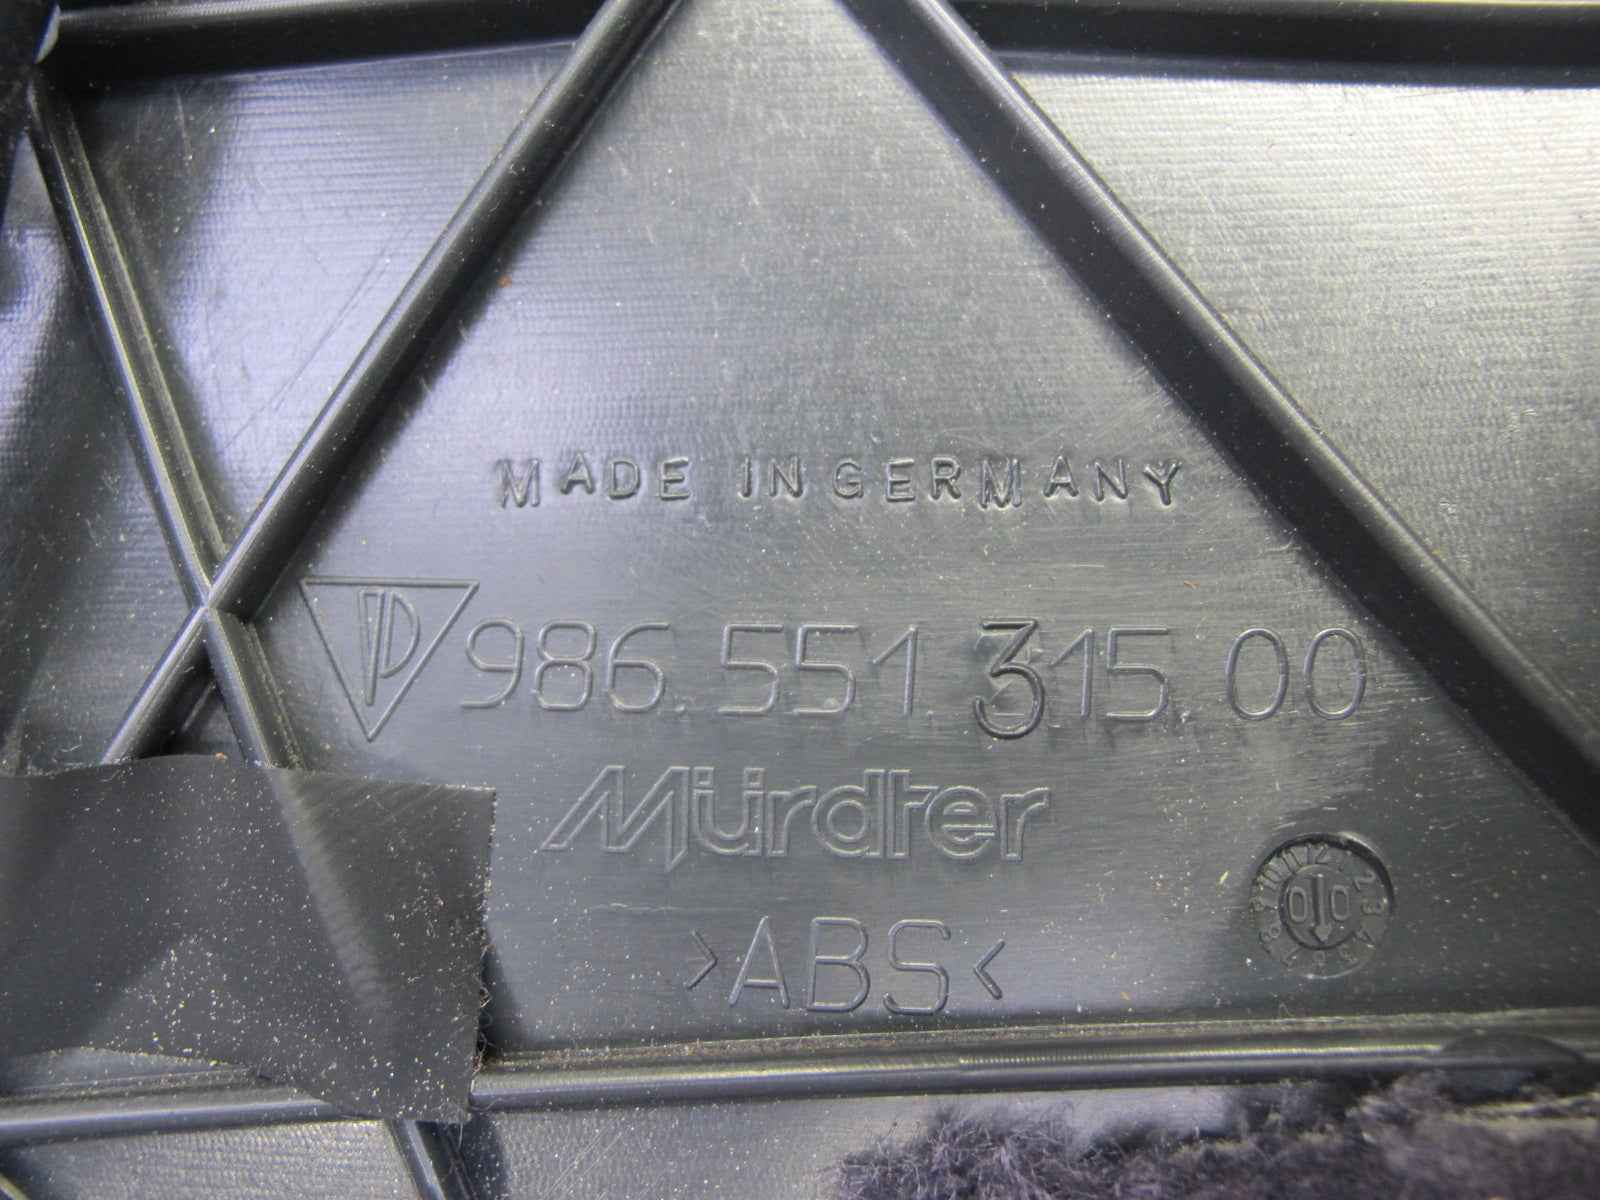 MADE IN GERMANY
986.551.315.00
Mürdter
>ABS<